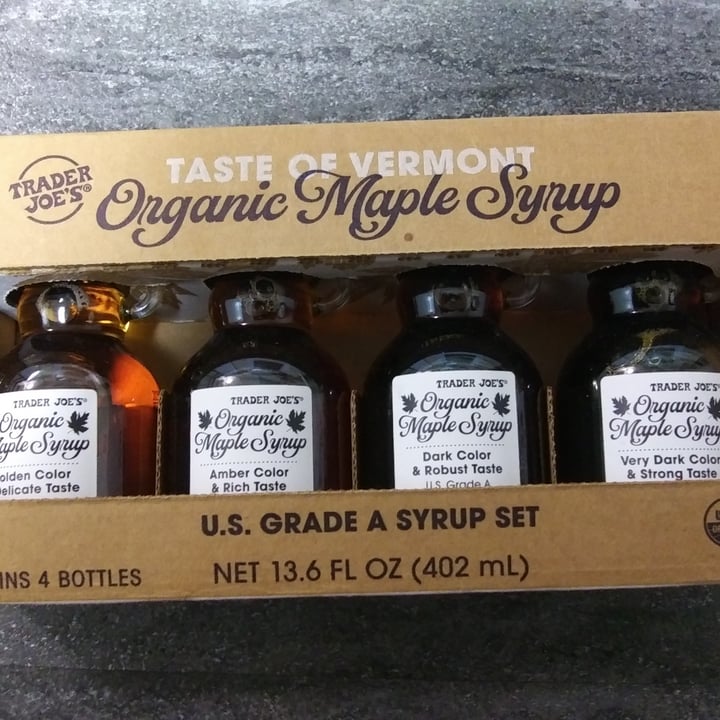 TRADER
JOE'S®
TASTE OF VERMONT
Organic Maple Syrup
TRADER JOE'S®
Organic
Maple Syrup
Golden Color
Delicate Taste
TRADER JOE'S®
Organic
Maple Syrup
Amber Color
& Rich Taste
TRADER JOE'S®
Organic
Maple Syrup
Dark Color
& Robust Taste
U.S. Grade A
TRADER JOE'S
Organic
Maple Syrup
Very Dark Color
& Strong Taste
U.S. GRADE A SYRUP SET
INS 4 BOTTLES
NET 13.6 FL OZ (402 mL)